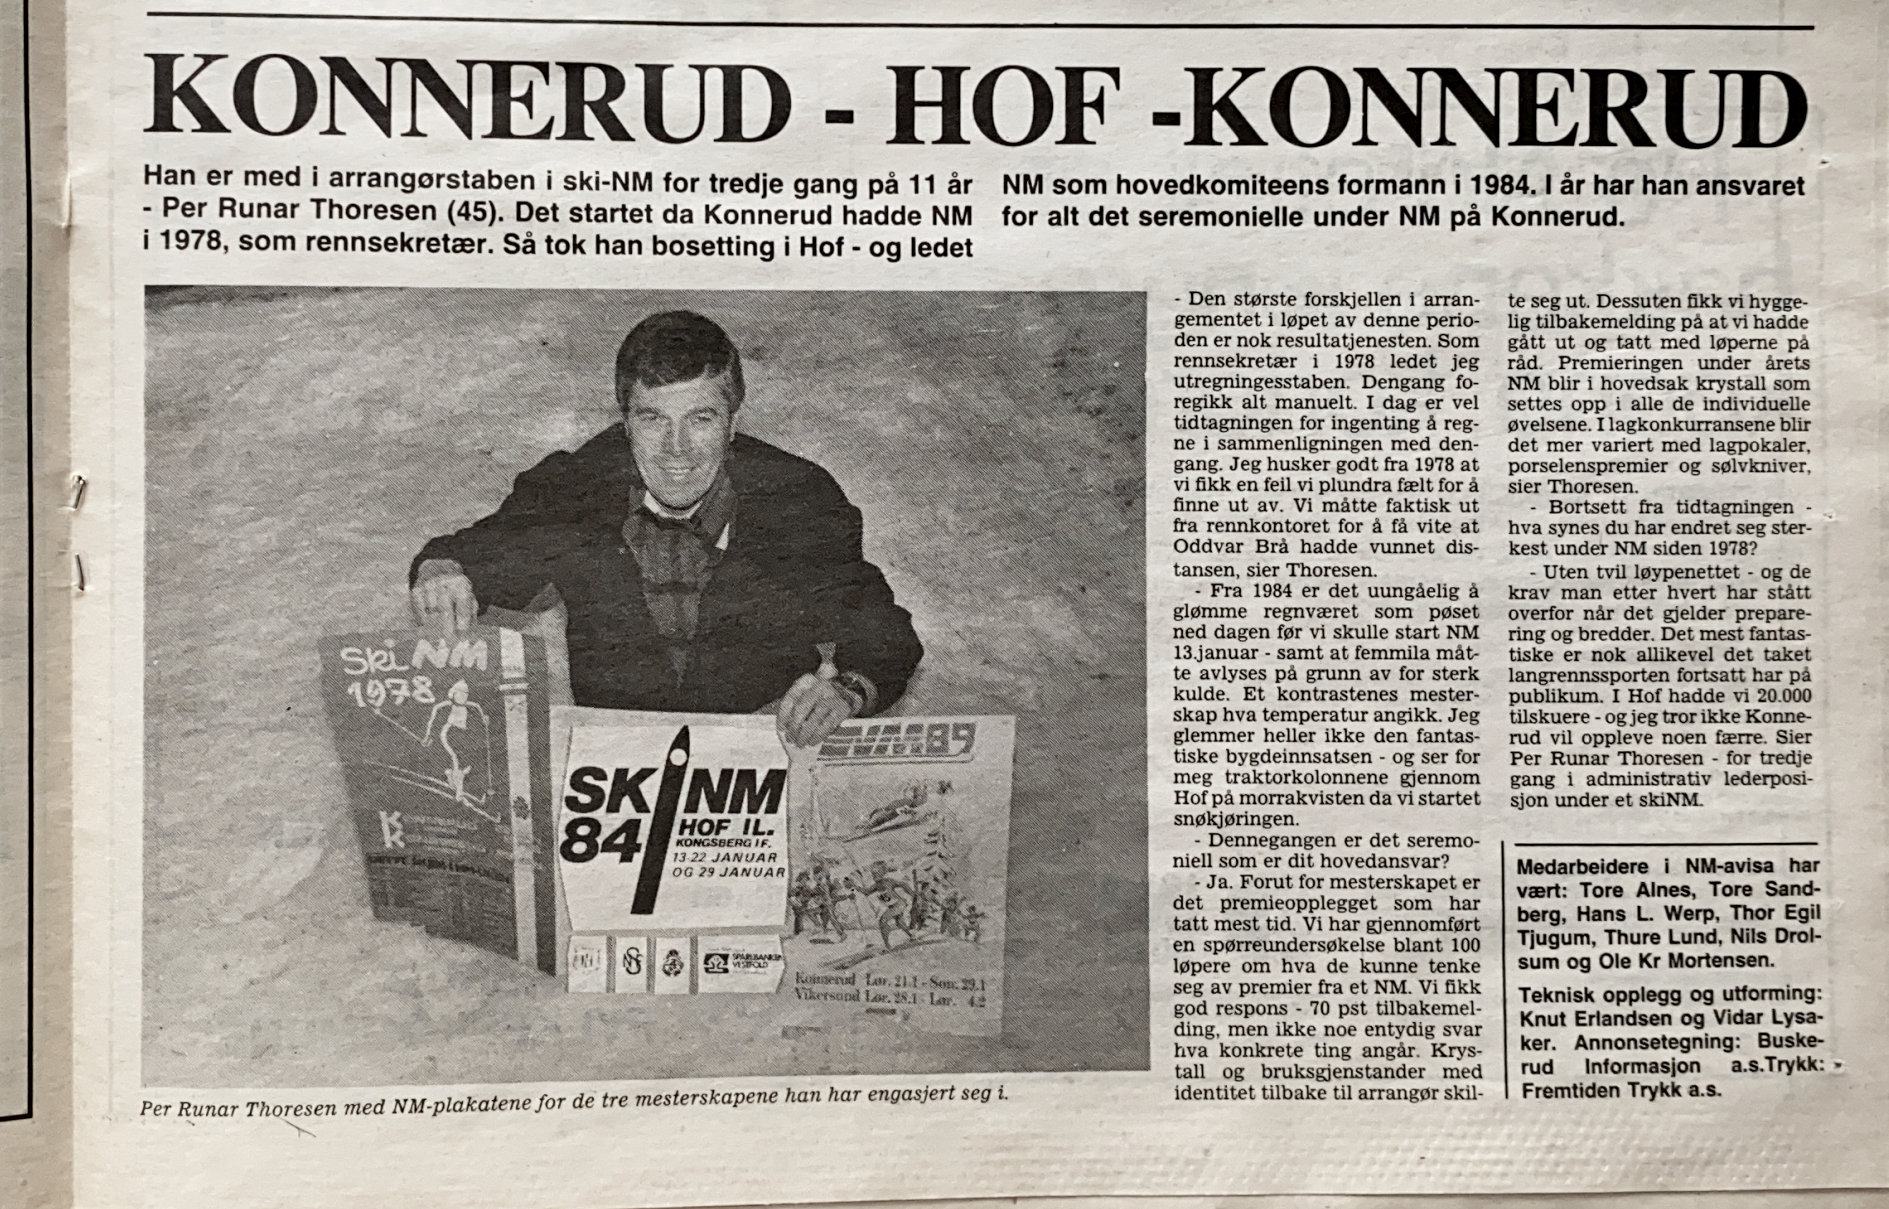 KONNERUD - HOF -KONNERUD
Han er med i arrangørstaben i ski-NM for tredje gang på 11 år
- Per Runar Thoresen (45). Det startet da Konnerud hadde NM
i 1978, som rennsekretær. Så tok han bosetting i Hof - og ledet
NM som hovedkomiteens formann i 1984. I år har han ansvaret
for alt det seremonielle under NM på Konnerud.
Ski NM
1978
SKI NM
84
HOF IL.
KONGSBERG IF.
13-22 JANUAR
OG 29 JANUAR
SPAREBANKEN
VESTFOLD
89
Konnerud Lør. 21.1 - Søn. 29.1
Vikersund Lør. 28.1 - Lør. 4.2
Per Runar Thoresen med NM-plakatene for de tre mesterskapene han har engasjert seg i.
- Den største forskjellen i arran-
gementet i løpet av denne perio-
den er nok resultatjenesten. Som
rennsekretær i 1978 ledet jeg
utregningesstaben. Dengang fo-
regikk alt manuelt. I dag er vel
tidtagningen for ingenting å reg-
ne i sammenligningen med den-
gang. Jeg husker godt fra 1978 at
vi fikk en feil vi plundra fælt for å
finne ut av. Vi måtte faktisk ut
fra rennkontoret for å få vite at
Oddvar Brå hadde vunnet dis-
tansen, sier Thoresen.
- Fra 1984 er det uungåelig å
glømme regnværet som pøset
ned dagen før vi skulle start NM
13.januar - samt at femmila måt-
te avlyses på grunn av for sterk
kulde. Et kontrastenes mester-
skap hva temperatur angikk. Jeg
glemmer heller ikke den fantas-
tiske bygdeinnsatsen - og ser for
meg traktorkolonnene gjennom
Hof på morrakvisten da vi startet
snøkjøringen.
- Dennegangen er det seremo-
niell som er dit hovedansvar?
- Ja. Forut for mesterskapet er
det premieopplegget som har
tatt mest tid. Vi har gjennomført
en spørreundersøkelse blant 100
løpere om hva de kunne tenke
seg av premier fra et NM. Vi fikk
god respons - 70 pst tilbakemel-
ding, men ikke noe entydig svar
hva konkrete ting angår. Krys-
tall og bruksgjenstander med
identitet tilbake til arrangør skil-
te seg ut. Dessuten fikk vi hygge-
lig tilbakemelding på at vi hadde
gått ut og tatt med løperne på
råd. Premieringen under årets
NM blir i hovedsak krystall som
settes opp i alle de individuelle
øvelsene. I lagkonkurransene blir
det mer variert med lagpokaler,
porselenspremier og sølvkniver,
sier Thoresen.
- Bortsett fra tidtagningen -
hva synes du har endret seg ster-
kest under NM siden 1978?
- Uten tvil løypenettet - og de
krav man etter hvert har stått
overfor når det gjelder prepare-
ring og bredder. Det mest fantas-
tiske er nok allikevel det taket
langrennssporten fortsatt har på
publikum. I Hof hadde vi 20.000
tilskuere - og jeg tror ikke Konne-
rud vil oppleve noen færre. Sier
Per Runar Thoresen - for tredje
gang i administrativ lederposi-
sjon under et skiNM.
Medarbeidere i NM-avisa har
vært: Tore Alnes, Tore Sand-
berg, Hans L. Werp, Thor Egil
Tjugum, Thure Lund, Nils Drol-
sum og Ole Kr Mortensen.
Teknisk opplegg og utforming:
Knut Erlandsen og Vidar Lysa-
ker. Annonsetegning: Buske-
rud Informasjon a.s.Trykk:
Fremtiden Trykk a.s.